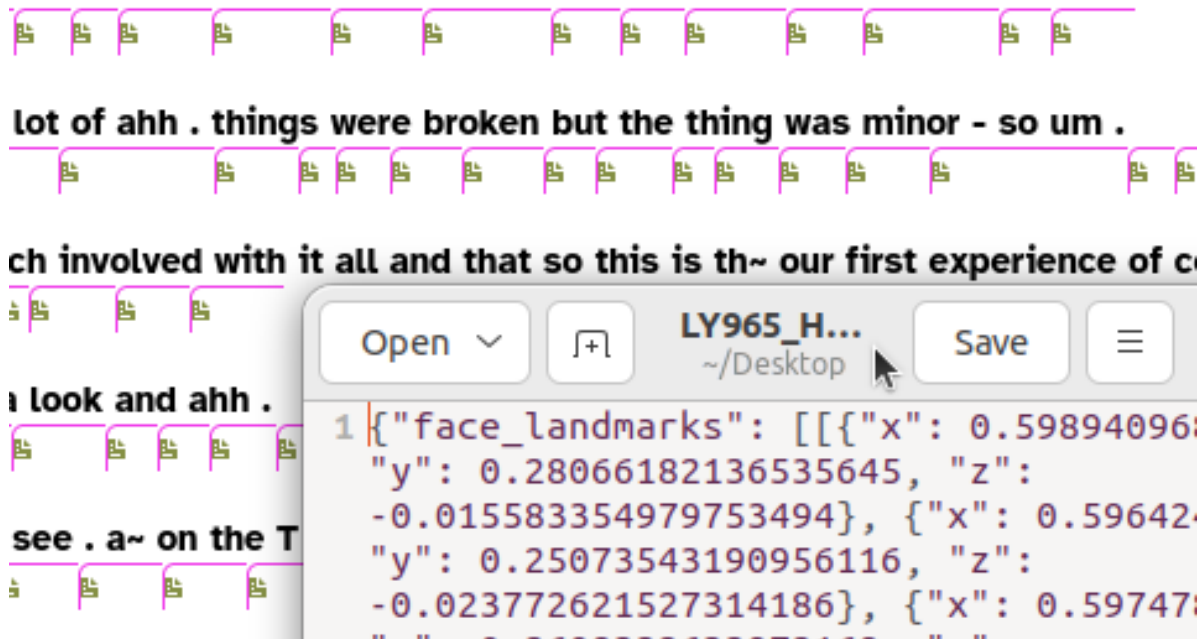 lot of ahh . things were broken but the thing was minor - so um .
ch involved with it all and that so this is th~ our first experience of c
look and ahh .
see . a~ on the T
Open
LY965_H...
~/Desktop
Save
1 {"face_landmarks": [[{"x": 0.59894096
"y": 0.28066182136535645, "z":
-0.015583354979753494}, {"x": 0.59642
"y": 0.25073543190956116, "z":
-0.023772621527314186}, {"x": 0.59747